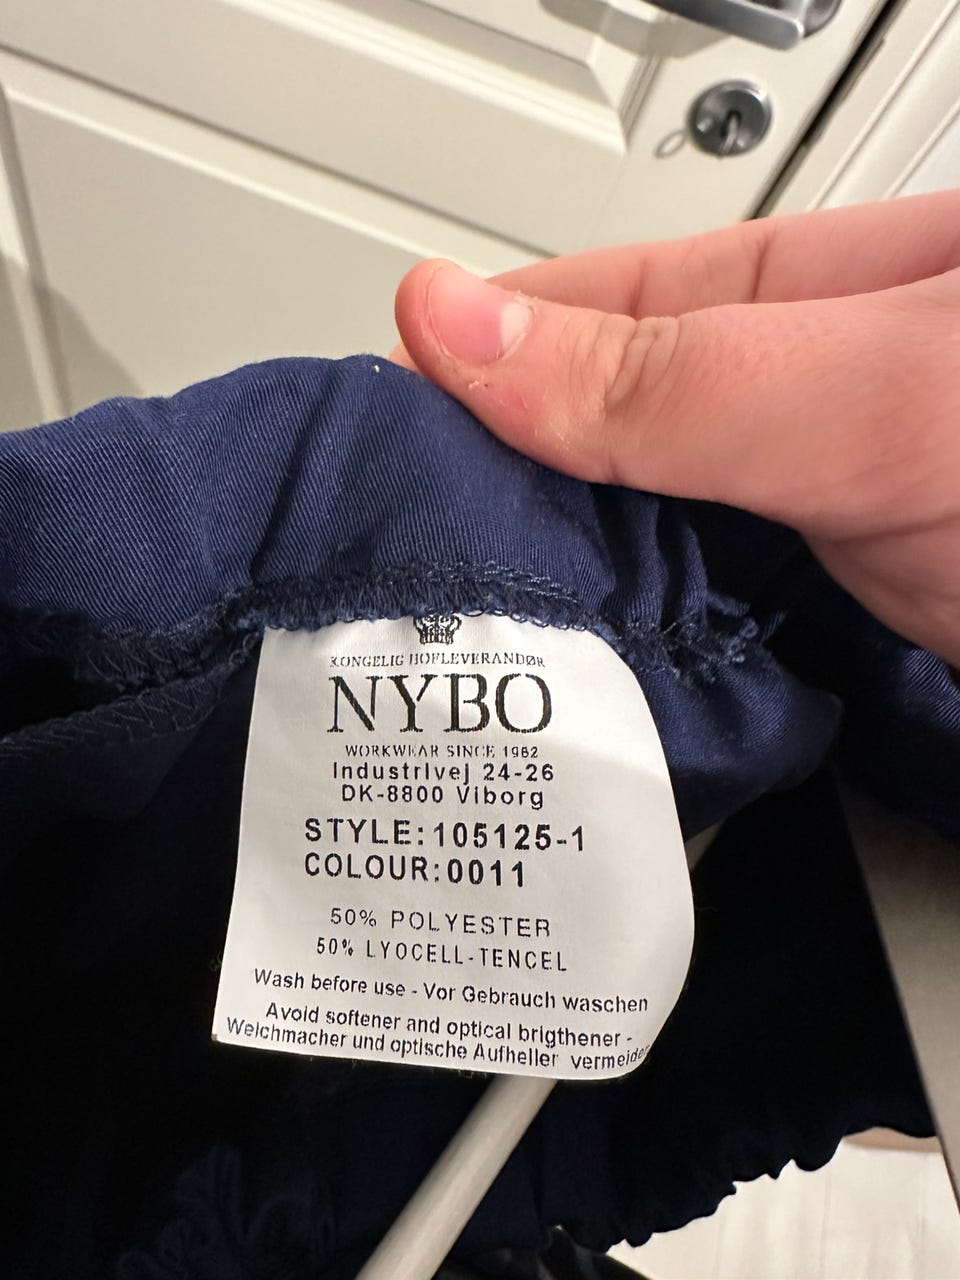 KONGELIG HOFLEVERANDØR
NYBO
WORKWEAR SINCE 1982
Industrivej 24-26
DK-8800 Viborg
STYLE:105125-1
COLOUR:0011
50% POLYESTER
50% LYOCELL-TENCEL
Wash before use - Vor Gebrauch waschen
Avoid softener and optical brigthener -
Weichmacher und optische Aufheller vermeiden